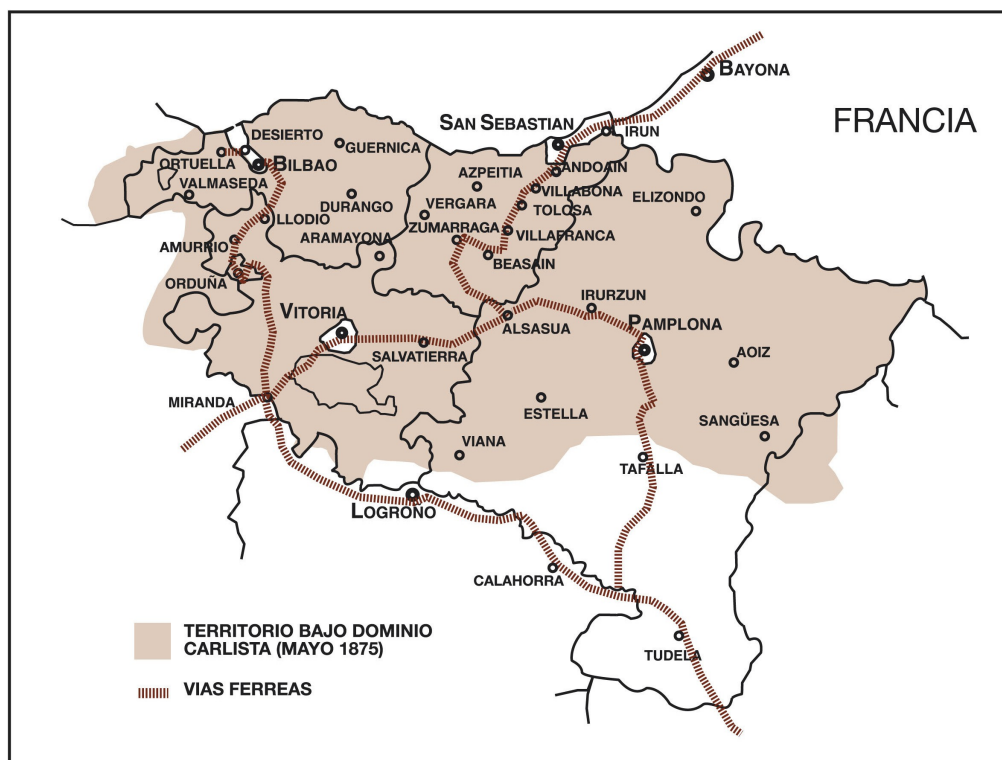 BAYONA
FRANCIA
SAN SEBASTIAN
IRUN
DESIERTO
GUERNICA
ORTUELLA
BILBAO
ANDOAIN
AZPEITIA
VALMASEDA
VILLABONA
ELIZONDO
DURANGO
VERGARA
TOLOSA
LLODIO
ARAMAYONA
ZUMARRAGA
VILLAFRANCA
AMURRIO
BEASAIN
ORDUÑA
IRURZUN
VITORIA
ALSASUA
PAMPLONA
SALVATIERRA
AOIZ
MIRANDA
ESTELLA
SANGÜESA
VIANA
TAFALLA
LOGROÑO
CALAHORRA
TERRITORIO BAJO DOMINIO
CARLISTA (MAYO 1875)
TUDELA
VIAS FERREAS